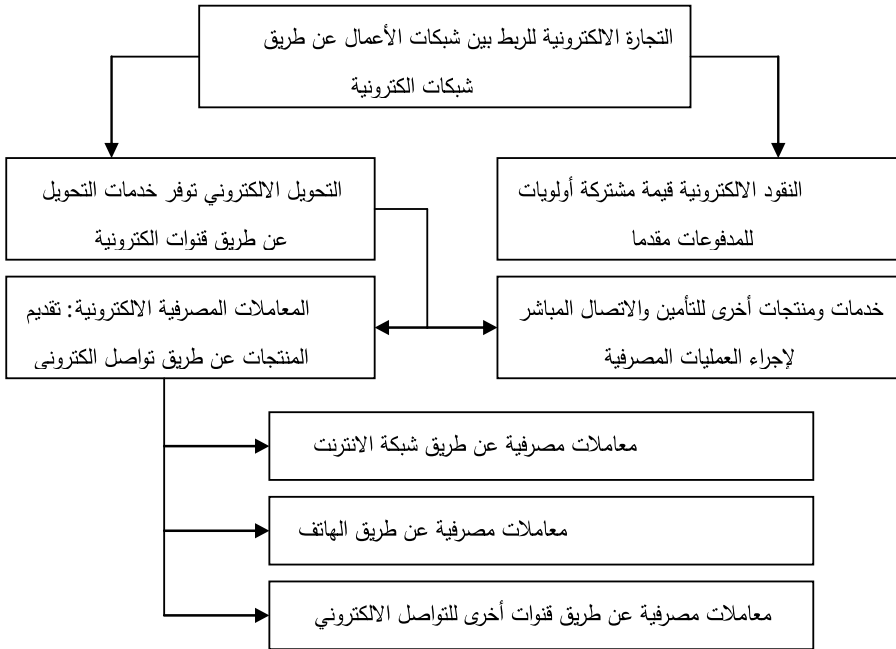 التجارة الالكترونية للربط بين شبكات الأعمال عن طريق
شبكات الكترونية
النقود الالكترونية قيمة مشتركة أولويات
للمدفوعات مقدما
التحويل الالكتروني توفر خدمات التحويل
عن طريق قنوات الكترونية
خدمات ومنتجات أخرى للتأمين والاتصال المباشر
لإجراء العمليات المصرفية
المعاملات المصرفية الالكترونية: تقديم
المنتجات عن طريق تواصل الكتروني
معاملات مصرفية عن طريق شبكة الانترنت
معاملات مصرفية عن طريق الهاتف
معاملات مصرفية عن طريق قنوات أخرى للتواصل الالكتروني